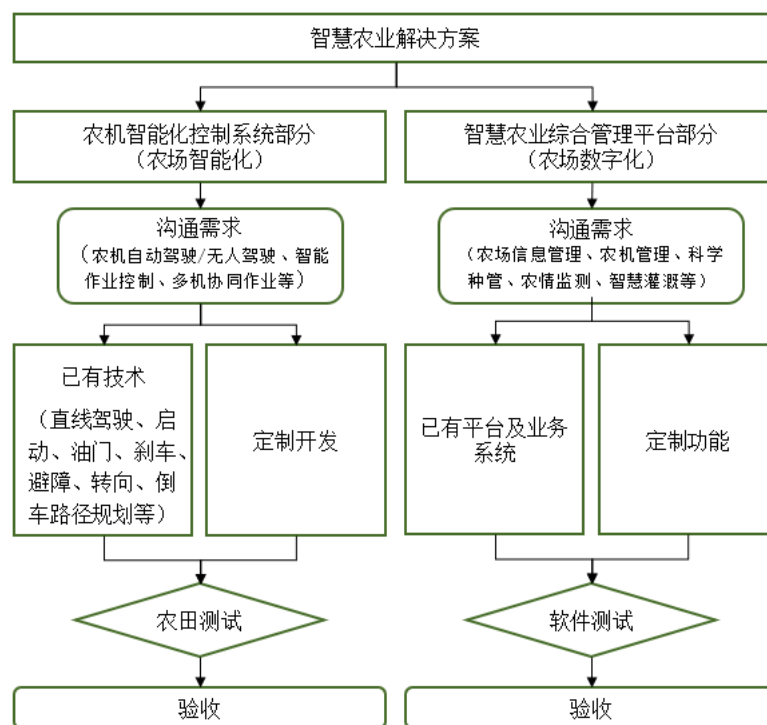 智慧农业解决方案
农机智能化控制系统部分
（农场智能化）
智慧农业综合管理平台部分
（农场数字化）
沟通需求
（农机自动驾驶/无人驾驶、智能
作业控制、多机协同作业等）
沟通需求
（农场信息管理、农机管理、科学
种管、农情监测、智慧灌溉等）
已有技术
（直线驾驶、启
动、油门、刹车、
避障、转向、倒
车路径规划等）
定制开发
已有平台及业务
系统
定制功能
农田测试
软件测试
验收
验收